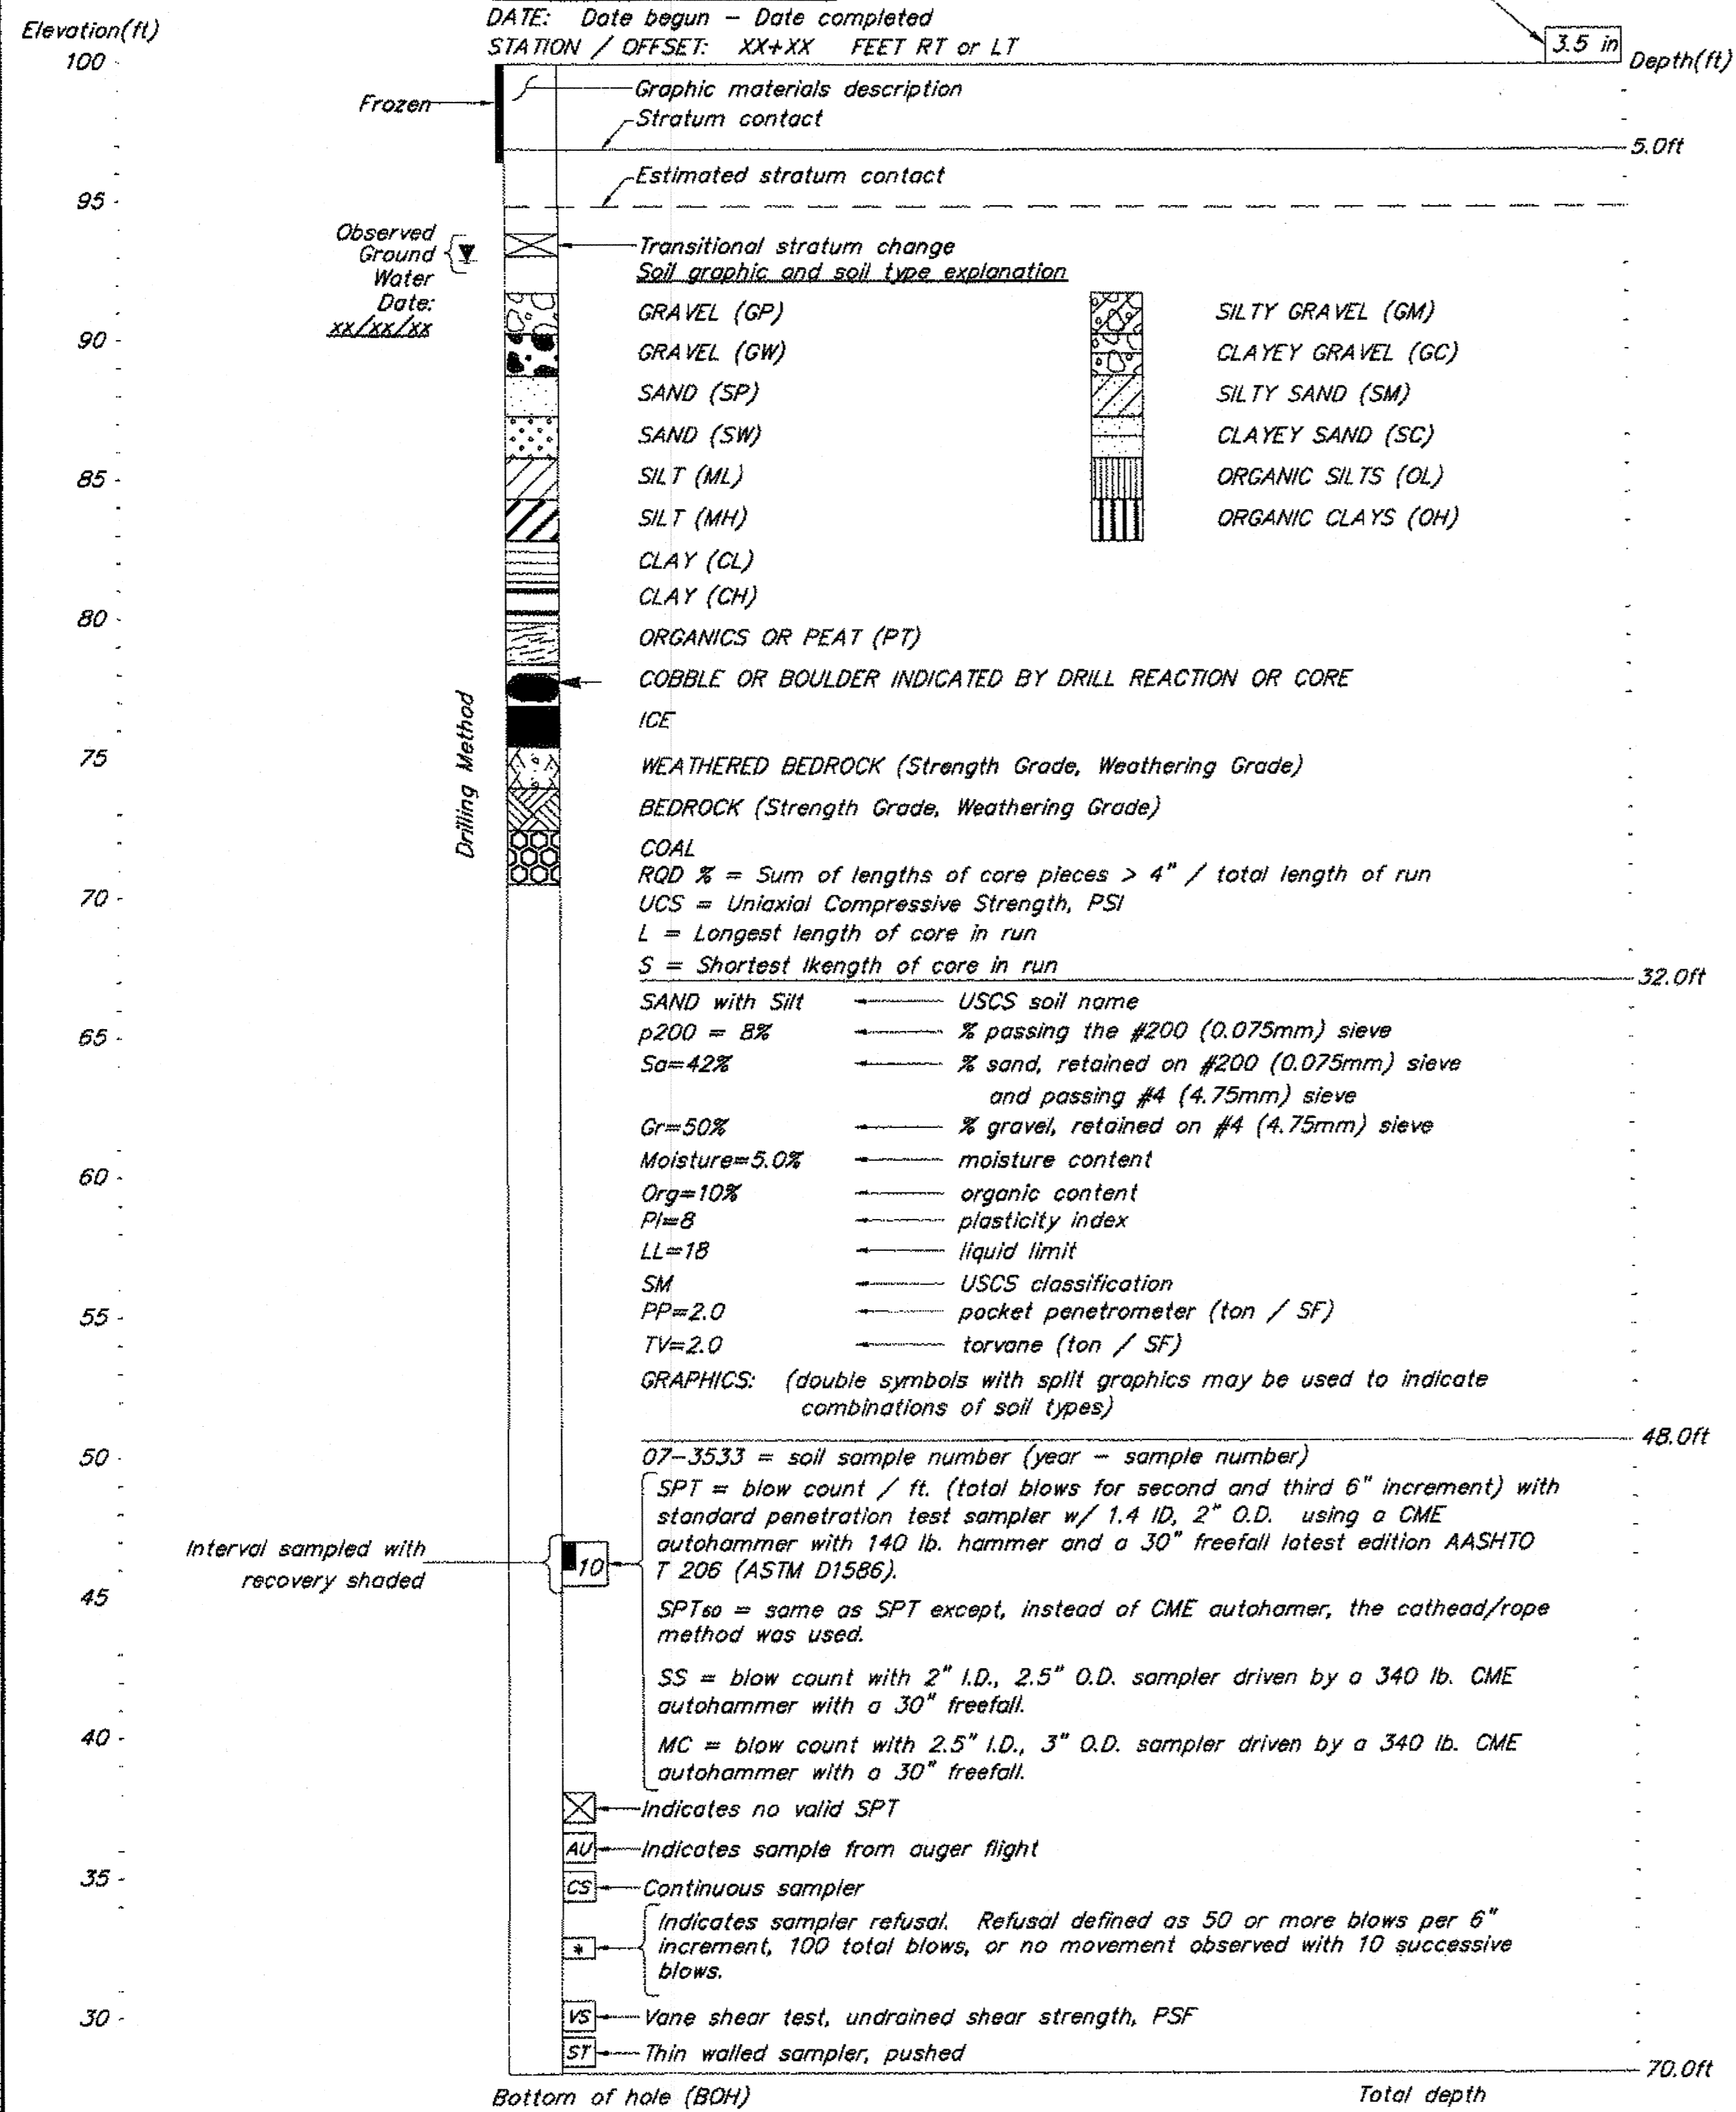 DATE: Date begun - Date completed
Elevation(ft)
STATION / OFFSET: XX+XX FEET RT or LT
3.5 in
Depth(ft)
100
Frozen
Graphic materials description
Stratum contact
5.0ft
Estimated stratum contact
95
Observed
Ground
Water
Date:
xx/xx/xx
Transitional stratum change
Soil graphic and soil type explanation
GRAVEL (GP)
SILTY GRAVEL (GM)
90
GRAVEL (GW)
CLAYEY GRAVEL (GC)
SAND (SP)
SILTY SAND (SM)
SAND (SW)
CLAYEY SAND (SC)
85
SILT (ML)
ORGANIC SILTS (OL)
SILT (MH)
ORGANIC CLAYS (OH)
CLAY (CL)
CLAY (CH)
80
ORGANICS OR PEAT (PT)
COBBLE OR BOULDER INDICATED BY DRILL REACTION OR CORE
Drilling Method
ICE
75
WEATHERED BEDROCK (Strength Grade, Weathering Grade)
BEDROCK (Strength Grade, Weathering Grade)
COAL
RQD % = Sum of lengths of core pieces > 4" / total length of run
70
UCS = Uniaxial Compressive Strength, PSI
L = Longest length of core in run
S = Shortest lkength of core in run
32.0ft
SAND with Silt USCS soil name
65
p200 = 8% % passing the #200 (0.075mm) sieve
Sa=42% % sand, retained on #200 (0.075mm) sieve
and passing #4 (4.75mm) sieve
Gr=50% % gravel, retained on #4 (4.75mm) sieve
Moisture=5.0% moisture content
60
Org=10% organic content
PI=8 plasticity index
LL=18 liquid limit
SM USCS classification
55
PP=2.0 pocket penetrometer (ton / SF)
TV=2.0 torvane (ton / SF)
GRAPHICS: (double symbols with split graphics may be used to indicate
combinations of soil types)
48.0ft
50
07-3533 = soil sample number (year - sample number)
SPT = blow count / ft. (total blows for second and third 6" increment) with
standard penetration test sampler w/ 1.4 ID, 2" O.D. using a CME
autohammer with 140 lb. hammer and a 30" freefall latest edition AASHTO
T 206 (ASTM D1586).
Interval sampled with
recovery shaded
10
45
SPT60 = same as SPT except, instead of CME autohamer, the cathead/rope
method was used.
SS = blow count with 2" I.D., 2.5" O.D. sampler driven by a 340 lb. CME
autohammer with a 30" freefall.
40
MC = blow count with 2.5" I.D., 3" O.D. sampler driven by a 340 lb. CME
autohammer with a 30" freefall.
Indicates no valid SPT
AU Indicates sample from auger flight
35
CS Continuous sampler
Indicates sampler refusal. Refusal defined as 50 or more blows per 6"
* increment, 100 total blows, or no movement observed with 10 successive
blows.
30
VS Vane shear test, undrained shear strength, PSF
ST Thin walled sampler, pushed
70.0ft
Bottom of hole (BOH)
Total depth